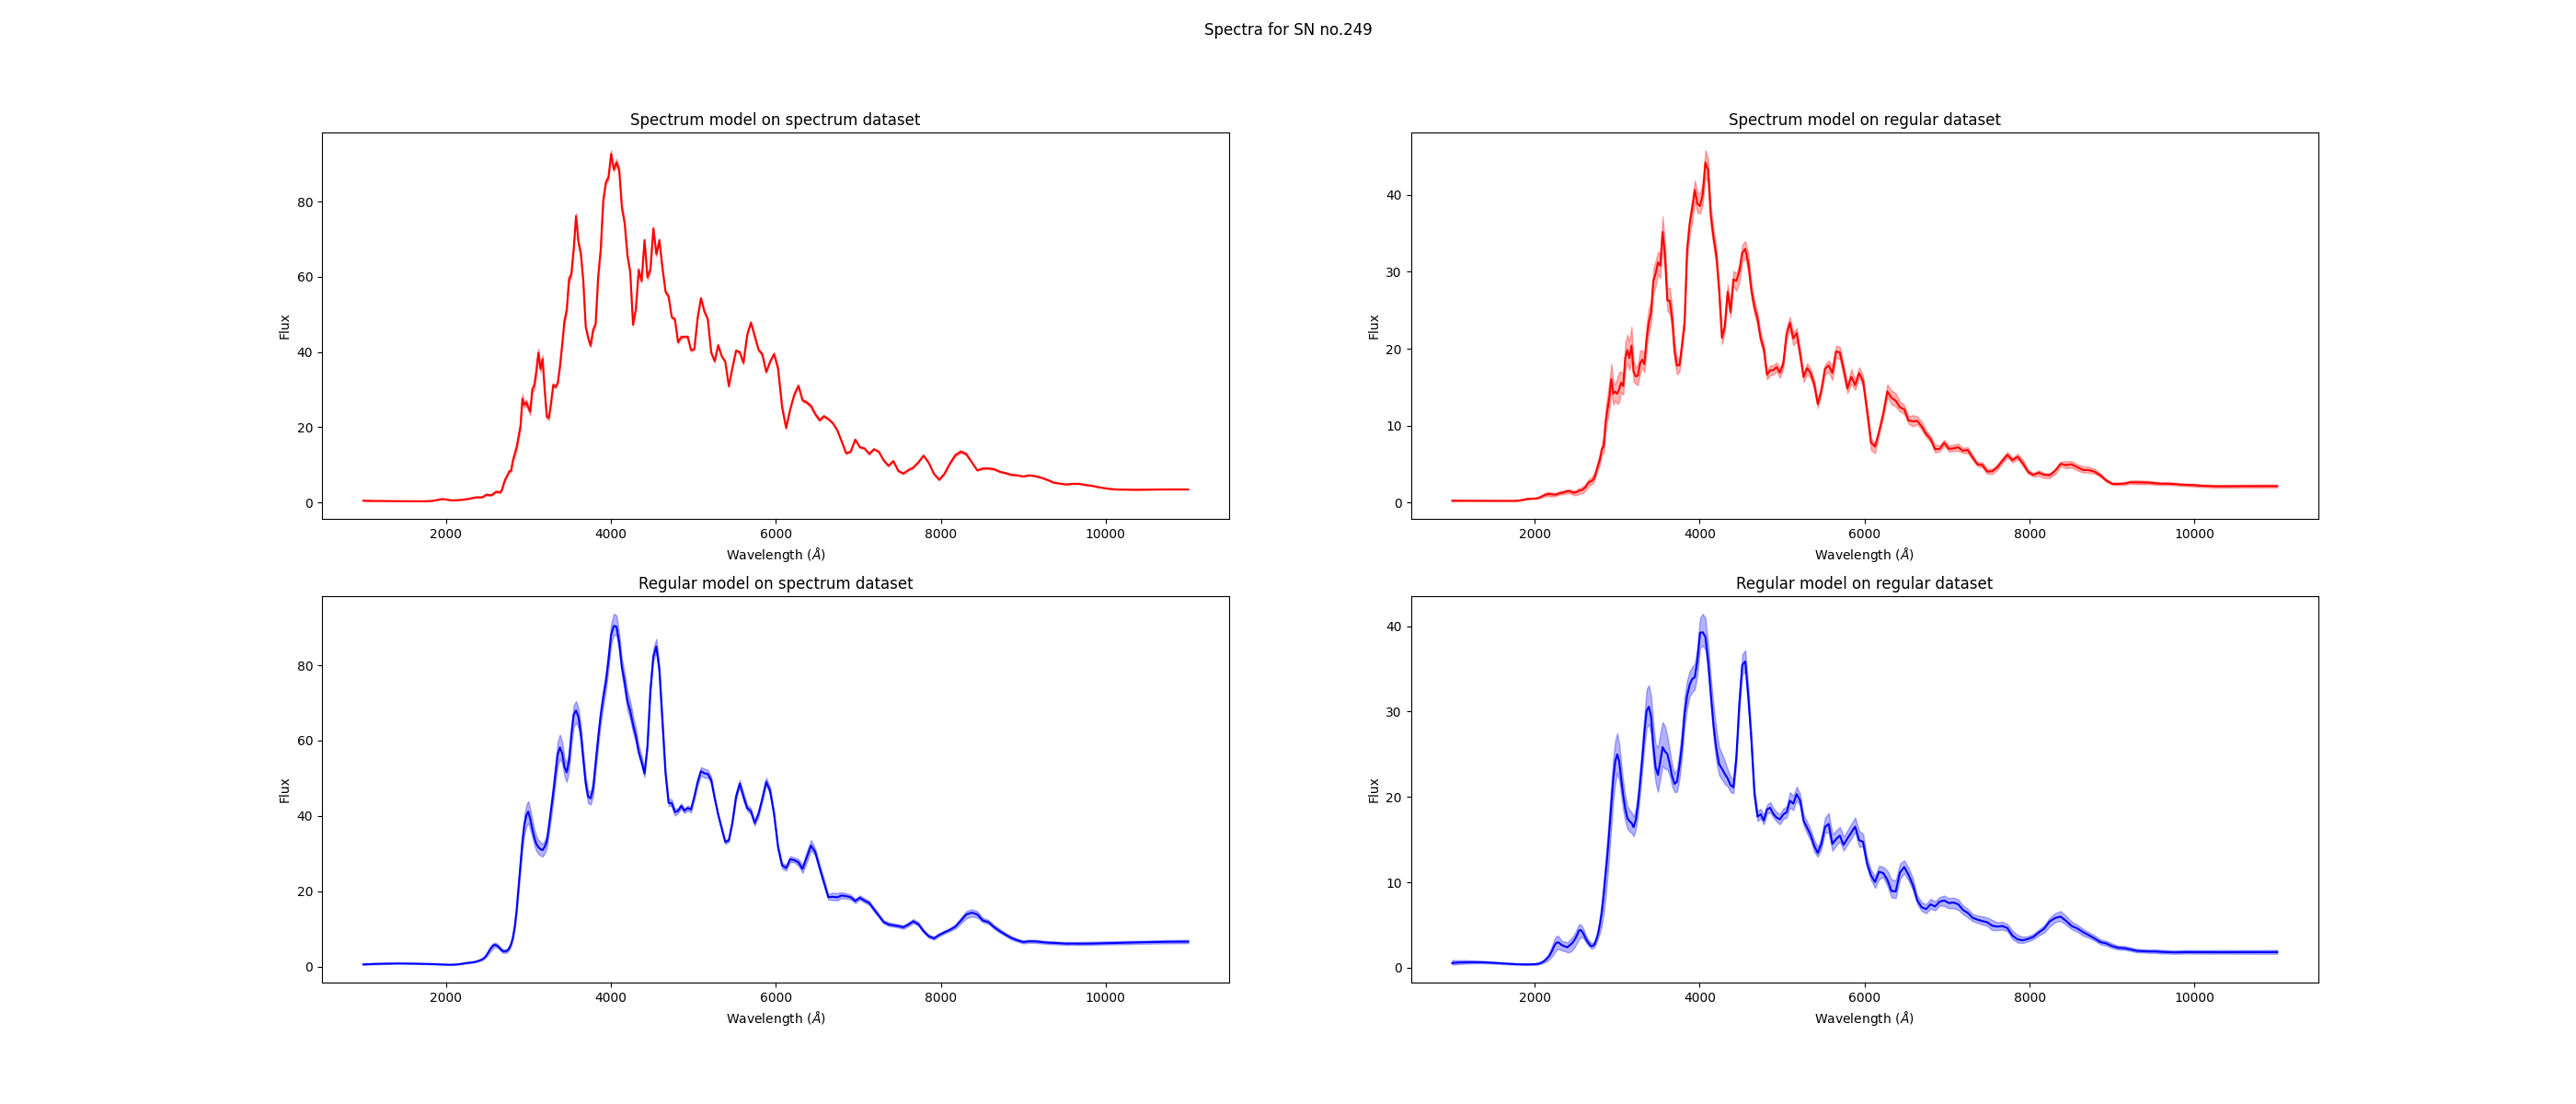 Spectra for SN no.249
Spectrum model on spectrum dataset
Flux
80
60
40
20
0
2000 4000 6000 8000 10000
Wavelength (Å)
Spectrum model on regular dataset
Flux
40
30
20
10
0
2000 4000 6000 8000 10000
Wavelength (Å)
Regular model on spectrum dataset
Flux
80
60
40
20
0
2000 4000 6000 8000 10000
Wavelength (Å)
Regular model on regular dataset
Flux
40
30
20
10
0
2000 4000 6000 8000 10000
Wavelength (Å)